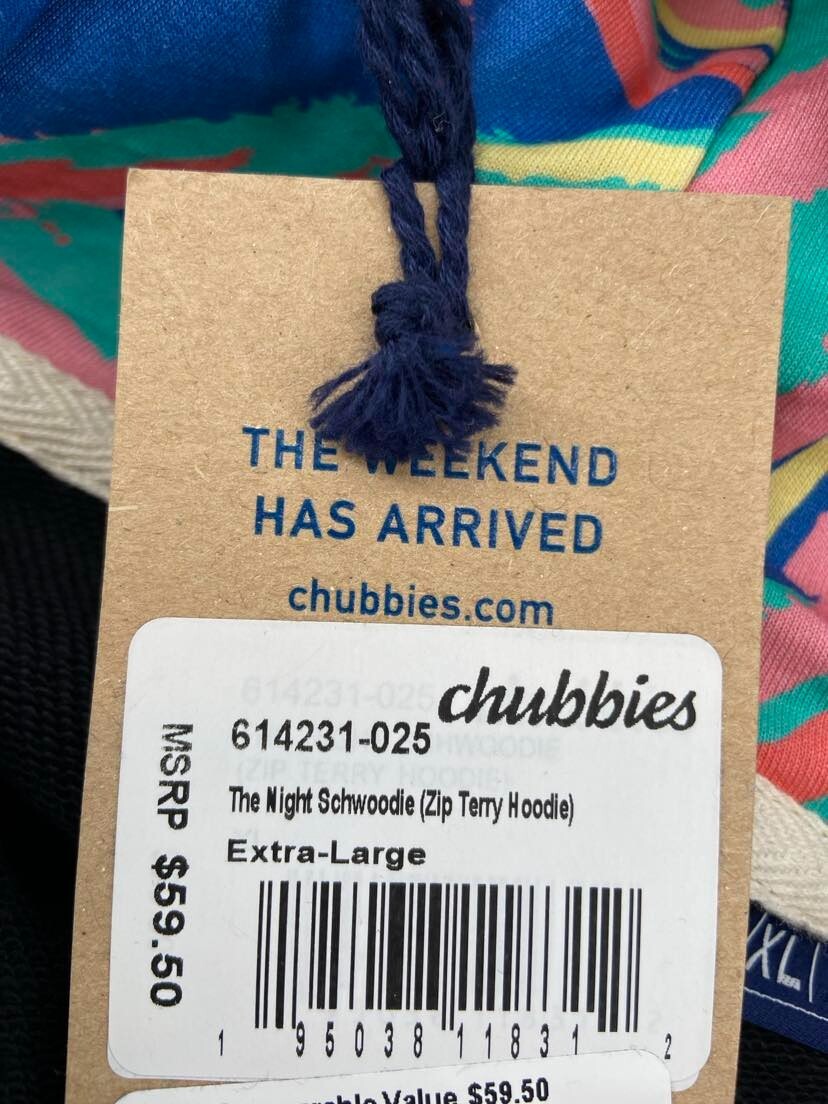 THE WEEKEND
HAS ARRIVED
chubbies.com
chubbies
614231-025
The Night Schwoodie (Zip Terry Hoodie)
Extra-Large
MSRP $59.50
1 95038 11831 2
Value $59.50
XL